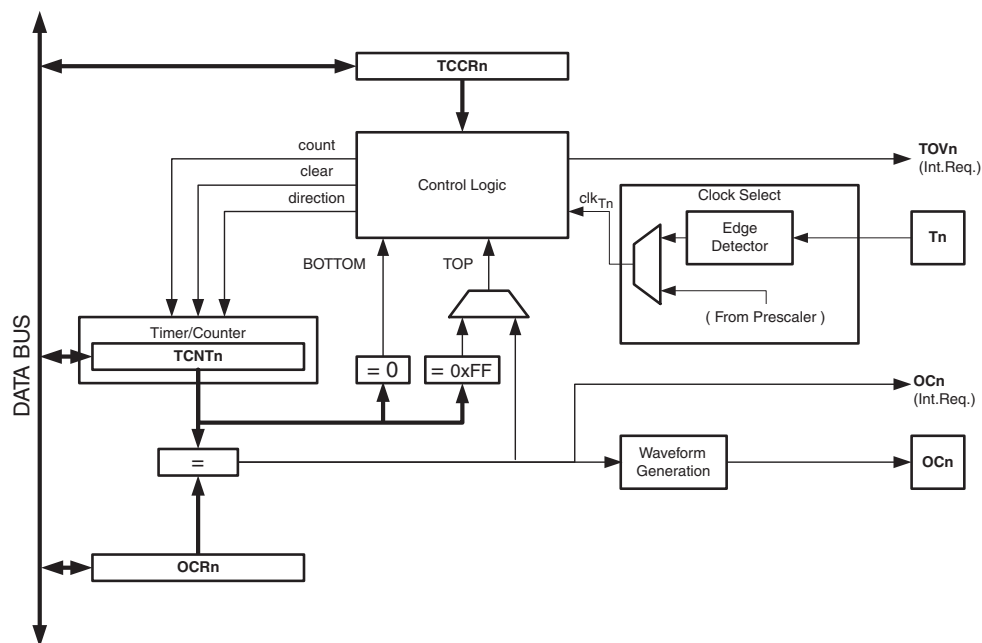 TCCRn
count
clear
direction
Control Logic
TOVn
(Int.Req.)
clkTn
Clock Select
Edge
Detector
Tn
( From Prescaler )
BOTTOM
TOP
Timer/Counter
TCNTn
= 0
= 0xFF
OCn
(Int.Req.)
=
Waveform
Generation
OCn
OCRn
DATA BUS